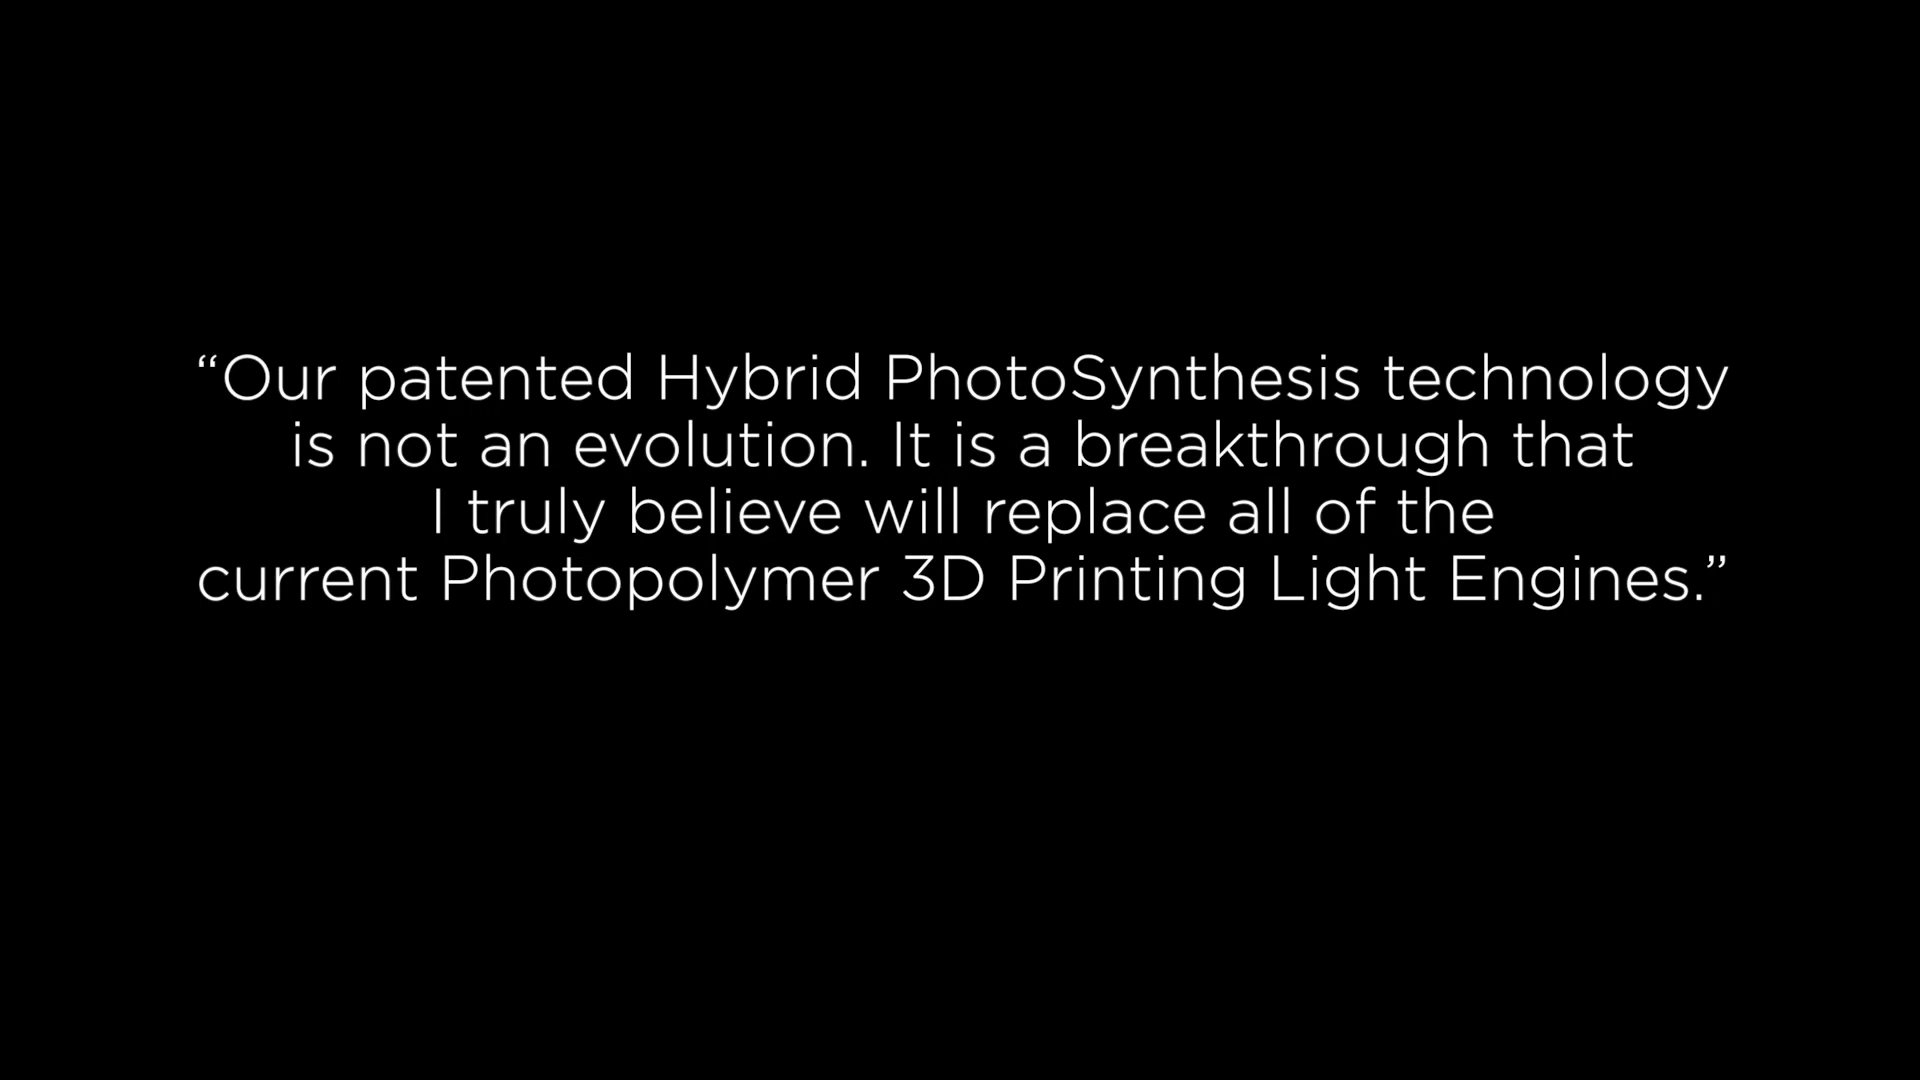 “Our patented Hybrid PhotoSynthesis technology
is not an evolution. It is a breakthrough that
I truly believe will replace all of the
current Photopolymer 3D Printing Light Engines.”